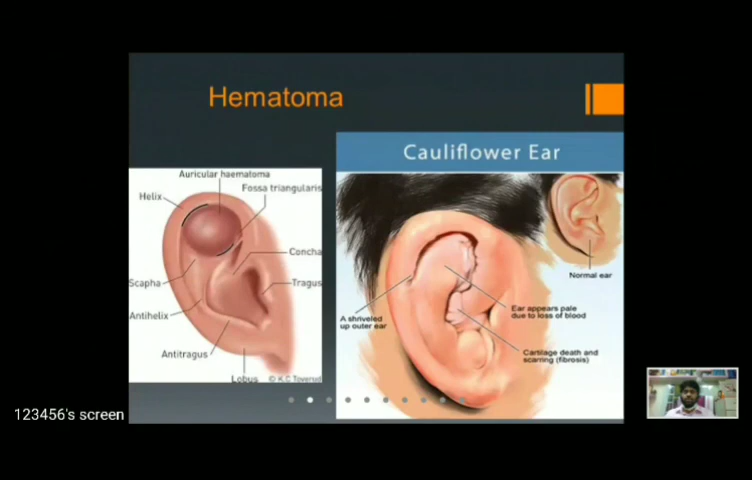 Hematoma
Cauliflower Ear
Auricular haematoma
Fossa triangularis
Helix
Concha
Scapha
Tragus
Antihelix
Antitragus
Lobus
© K.C. Toverud
Normal ear
A shriveled
up outer ear
Ear appears pale
due to loss of blood
Cartilage death and
scarring (fibrosis)
123456's screen